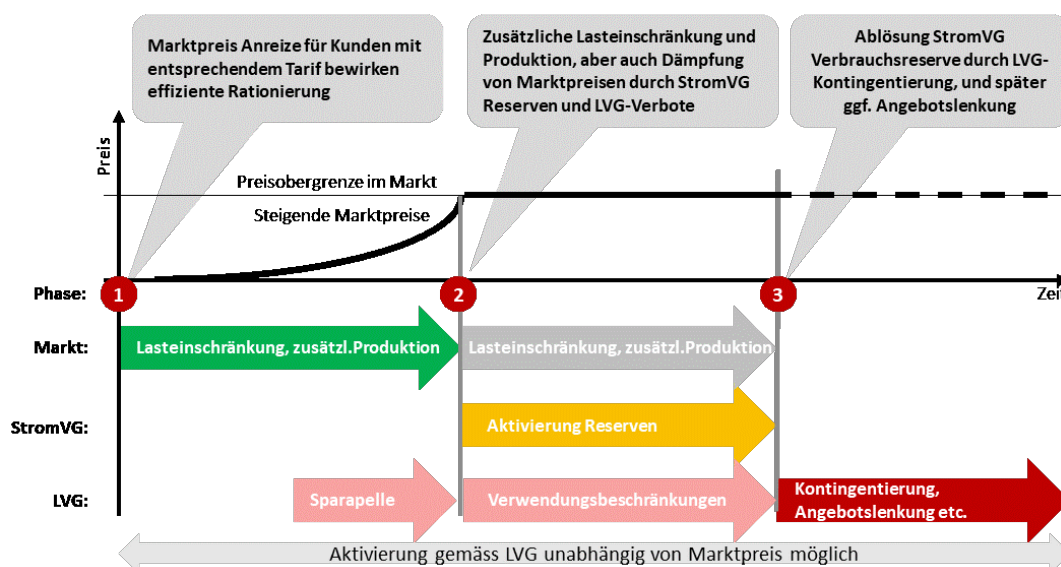 Marktpreis Anreize für Kunden mit
entsprechendem Tarif bewirken
effiziente Rationierung
Zusätzliche Lasteinschränkung und
Produktion, aber auch Dämpfung
von Marktpreisen durch StromVG
Reserven und LVG-Verbote
Ablösung StromVG
Verbrauchsreserve durch LVG-
Kontingentierung, und später
ggf. Angebotslenkung
Preis
Preisobergrenze im Markt
Steigende Marktpreise
Phase:
1
2
3
Zeit
Markt:
Lasteinschränkung, zusätzl.Produktion
Lasteinschränkung, zusätzl.Produktion
StromVG:
Aktivierung Reserven
LVG:
Sparapelle
Verwendungsbeschränkungen
Kontingentierung,
Angebotslenkung etc.
Aktivierung gemäss LVG unabhängig von Marktpreis möglich